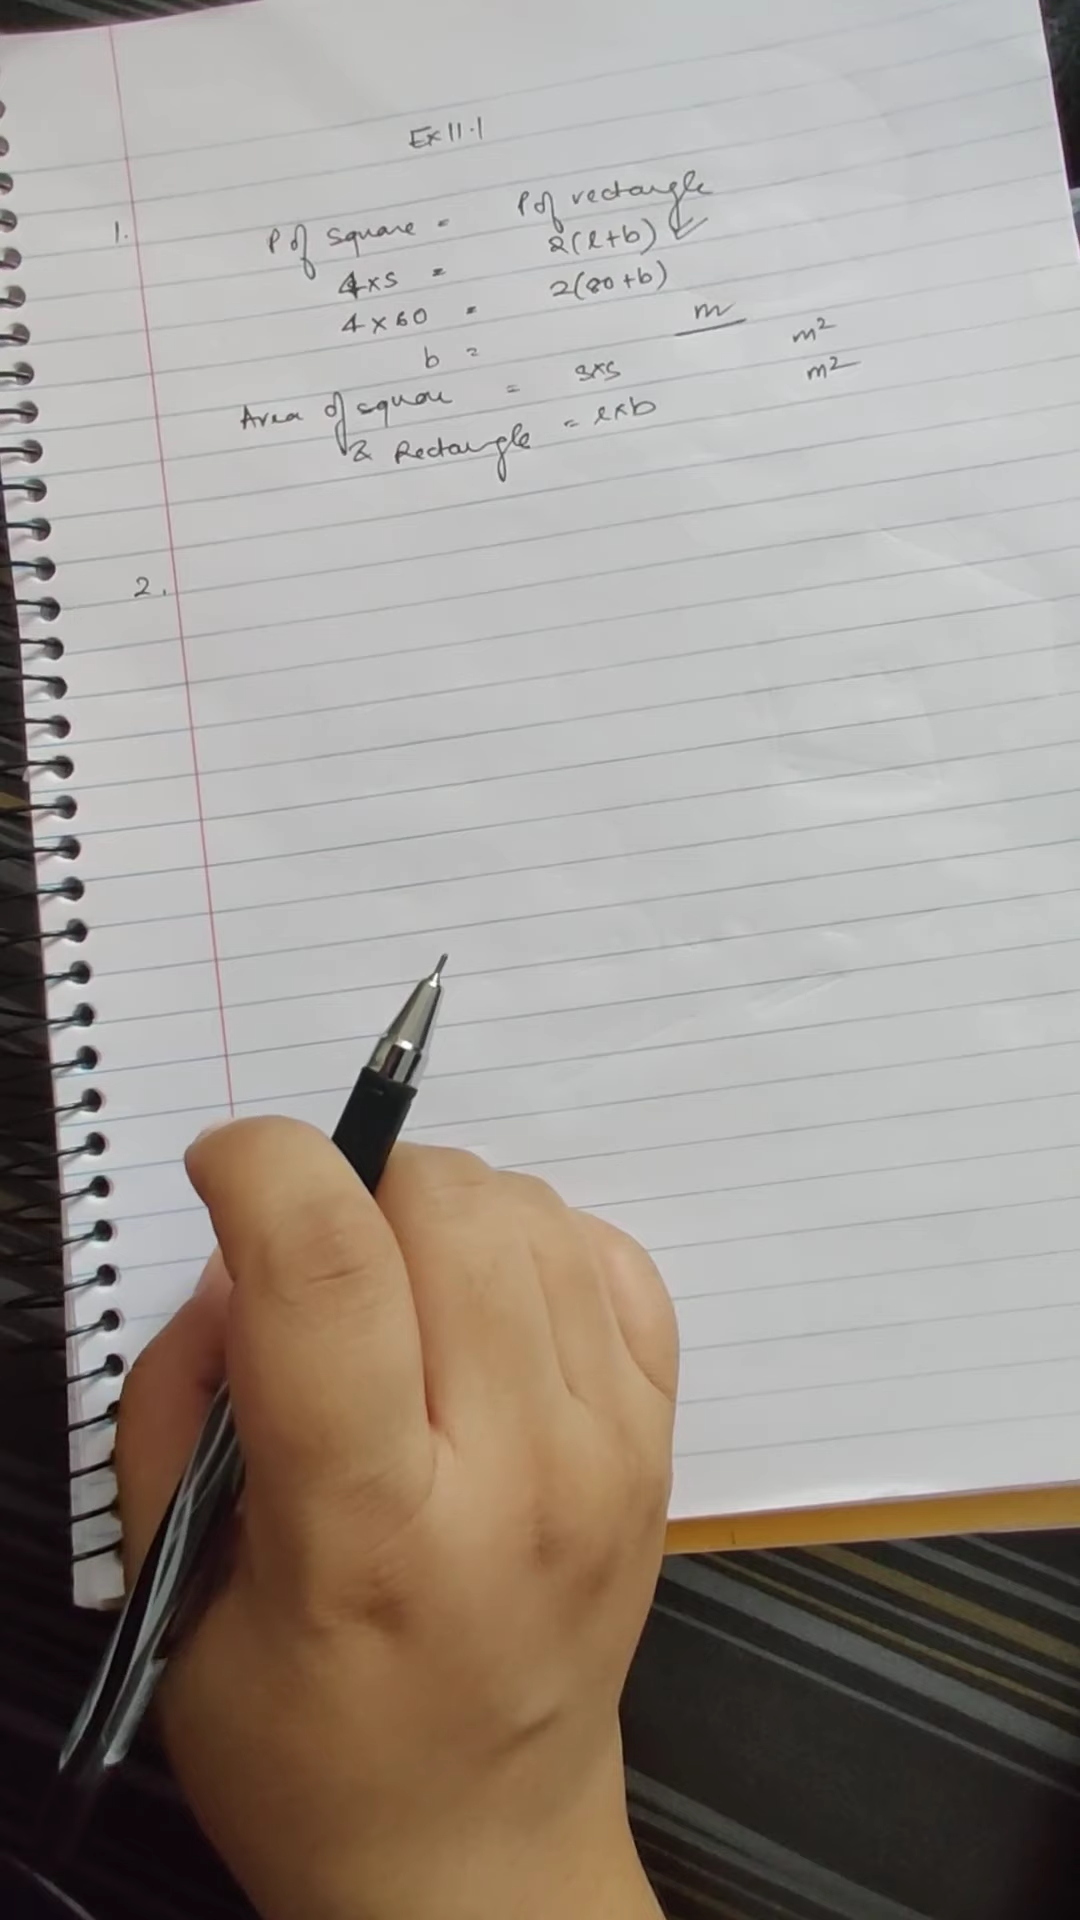 Ex 11.1
1. P of square = P of rectangle
4×s = 2(l+b)
4×60 = 2(80+b)
b = m
Area of square = s×s m²
& Rectangle = l×b m²
2.